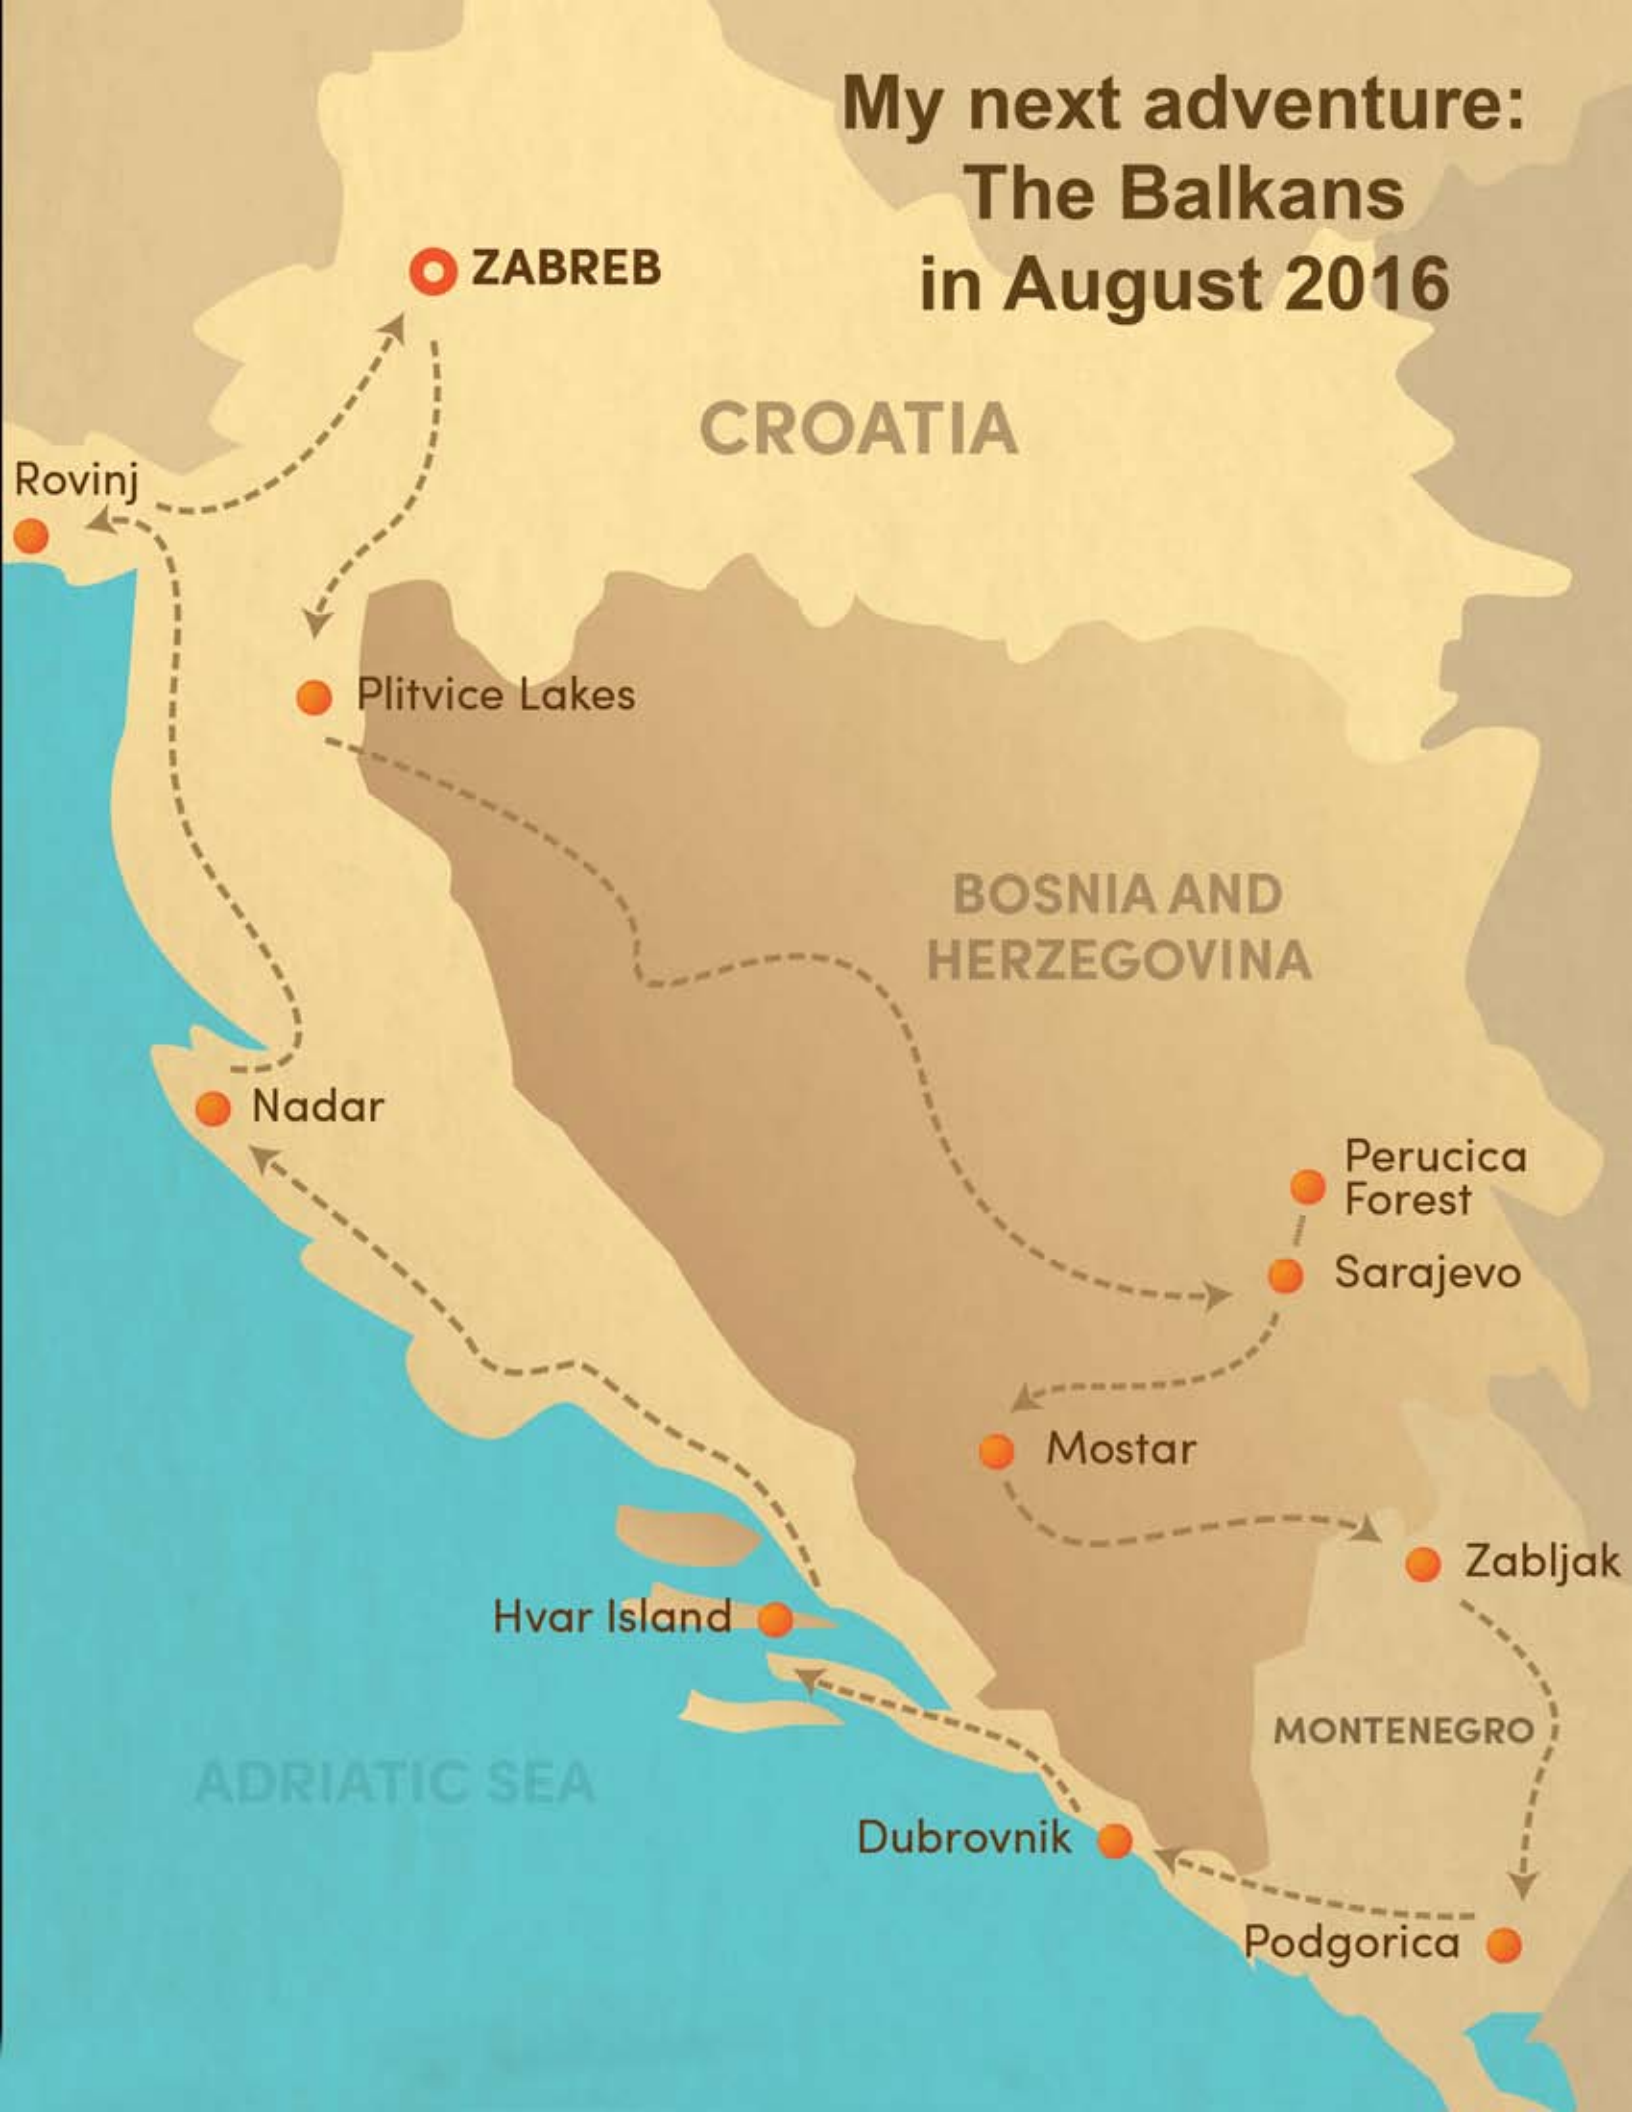 My next adventure:
The Balkans
in August 2016
ZABREB
CROATIA
Rovinj
Plitvice Lakes
BOSNIA AND
HERZEGOVINA
Nadar
Perucica
Forest
Sarajevo
Mostar
Zabljak
Hvar Island
MONTENEGRO
ADRIATIC SEA
Dubrovnik
Podgorica